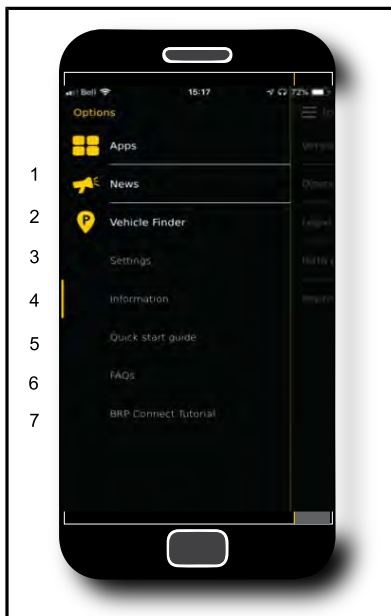 Bell 15:17 72%
Options
Apps
1
News
2
Vehicle Finder
3
Settings
4
Information
5
Quick start guide
6
FAQs
7
BRP Connect Tutorial